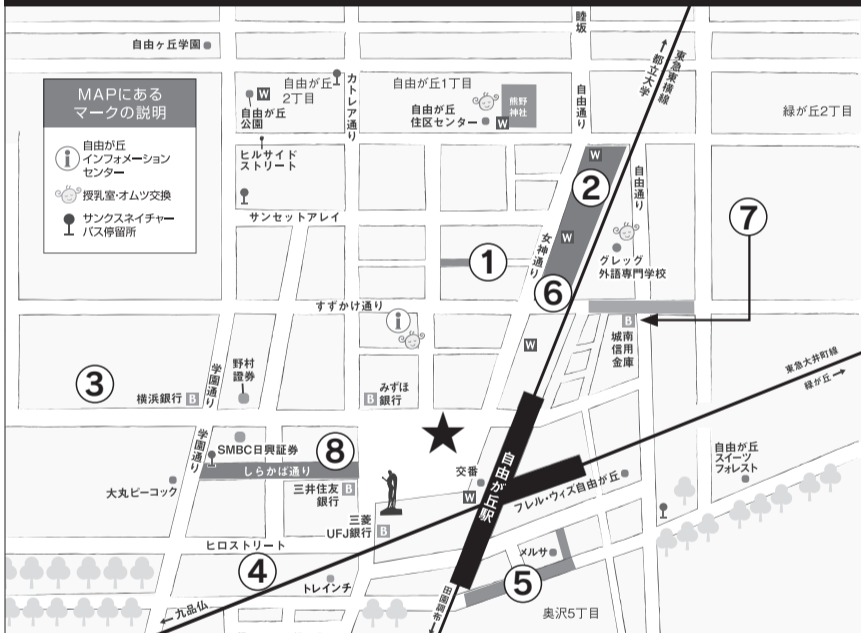 睦坂
自由ヶ丘学園
東急東横線
都立大学
MAPにある
マークの説明
自由が丘
インフォメーション
センター
授乳室・オムツ交換
サンクスネイチャー
バス停留所
自由が丘
2丁目
W
自由が丘
公園
カトレア通り
自由が丘1丁目
自由が丘
住区センター
熊野
神社
W
自由通り
緑が丘2丁目
ヒルサイド
ストリート
W
②
自由通り
⑦
サンセットアレイ
女神通り
W
グレッグ
外語専門学校
①
⑥
すずかけ通り
i
B
城南
信用
金庫
W
野村
證券
学園通り
③
横浜銀行 B
B みずほ
銀行
東急大井町線
緑が丘
★
学園通り
SMBC日興証券
⑧
しらかば通り
大丸ピーコック
三井住友
銀行 B
交番
W
自由が丘駅
フレル・ウィズ自由が丘
自由が丘
スイーツ
フォレスト
三菱
UFJ銀行 B
ヒロストリート
④
トレインチ
メルサ
⑤
九品仏
田園調布
奥沢5丁目